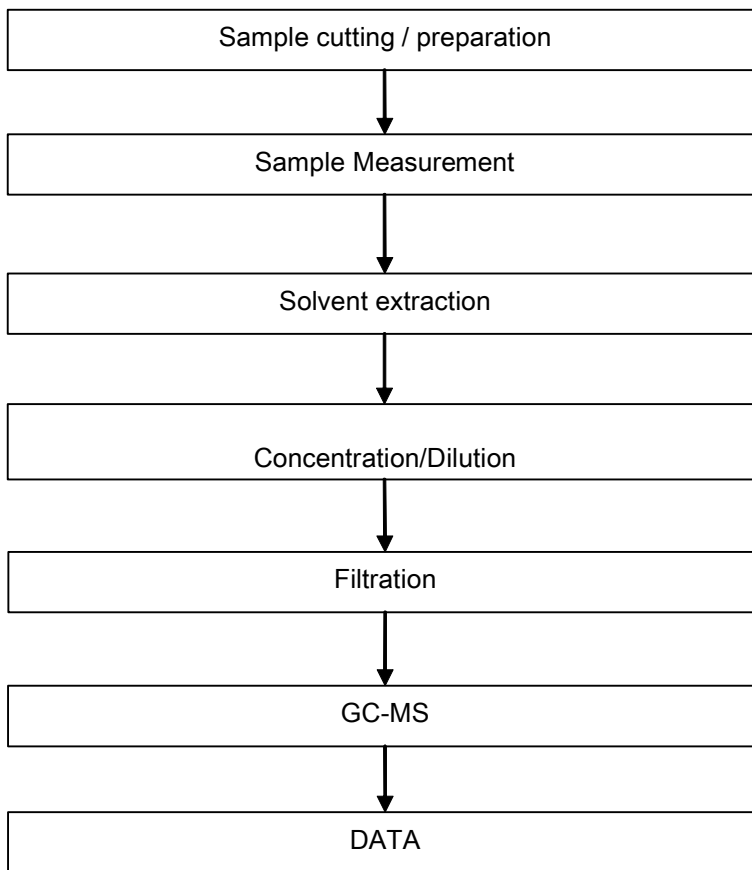 Sample cutting / preparation
Sample Measurement
Solvent extraction
Concentration/Dilution
Filtration
GC-MS
DATA